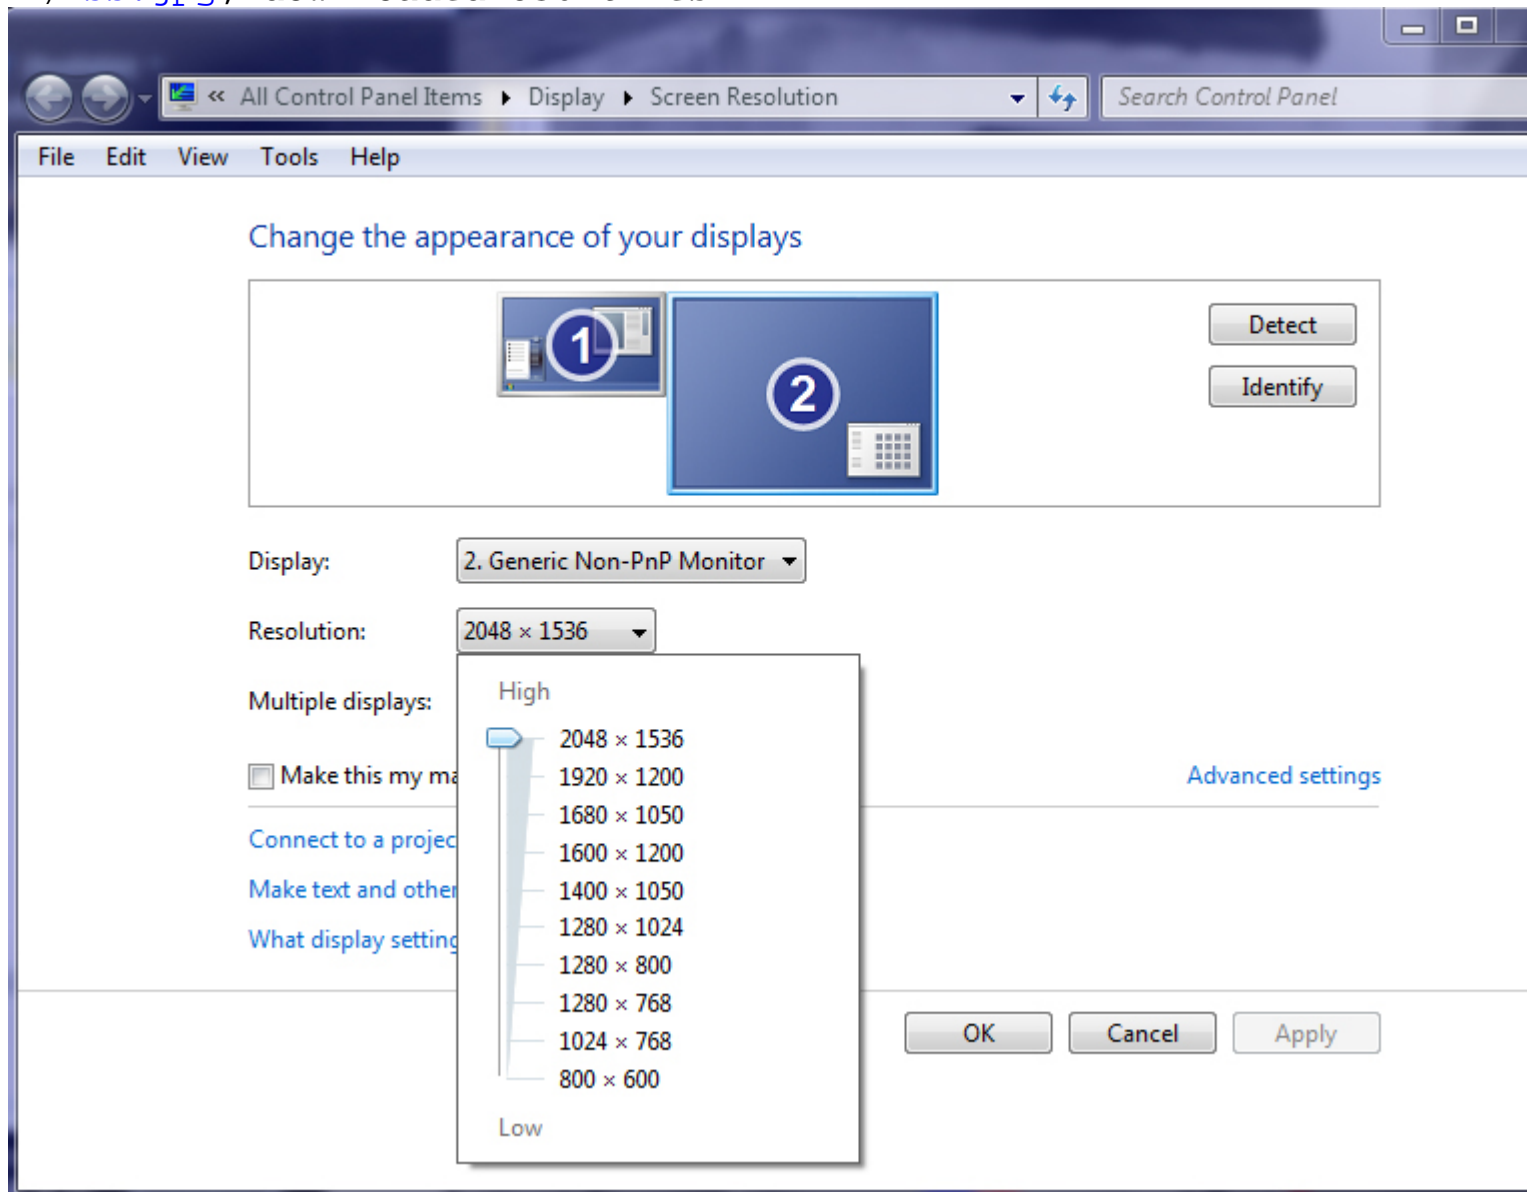 « All Control Panel Items ▸ Display ▸ Screen Resolution
Search Control Panel
File Edit View Tools Help
Change the appearance of your displays
1
2
Detect
Identify
Display: 2. Generic Non-PnP Monitor
Resolution: 2048 × 1536
Multiple displays:
High
2048 × 1536
1920 × 1200
1680 × 1050
1600 × 1200
1400 × 1050
1280 × 1024
1280 × 800
1280 × 768
1024 × 768
800 × 600
Low
Make this my ma
Advanced settings
Connect to a projec
Make text and other
What display setting
OK Cancel Apply